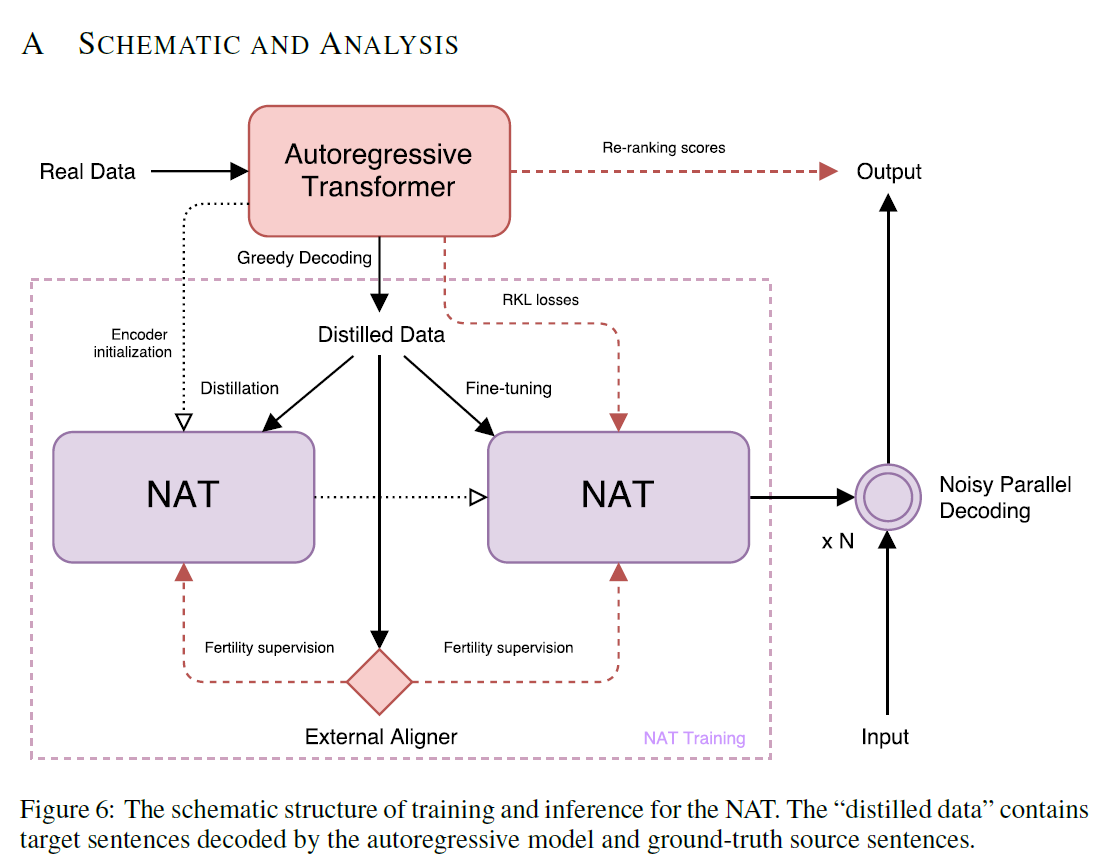 A SCHEMATIC AND ANALYSIS
Real Data
Autoregressive
Transformer
Re-ranking scores
Output
Greedy Decoding
RKL losses
Encoder
initialization
Distilled Data
Distillation
Fine-tuning
NAT
NAT
Noisy Parallel
Decoding
x N
Fertility supervision
Fertility supervision
External Aligner
NAT Training
Input
Figure 6: The schematic structure of training and inference for the NAT. The “distilled data” contains
target sentences decoded by the autoregressive model and ground-truth source sentences.